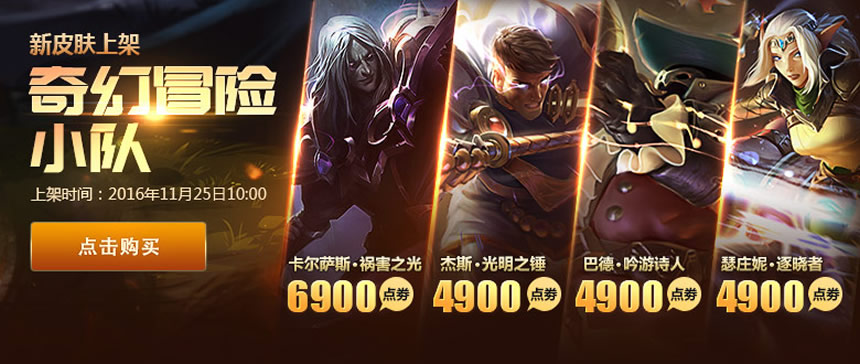 新皮肤上架
奇幻冒险
小队
上架时间：2016年11月25日10:00
点击购买
卡尔萨斯·祸害之光
6900点券
杰斯·光明之锤
4900点券
巴德·吟游诗人
4900点券
瑟庄妮·逐晓者
4900点券